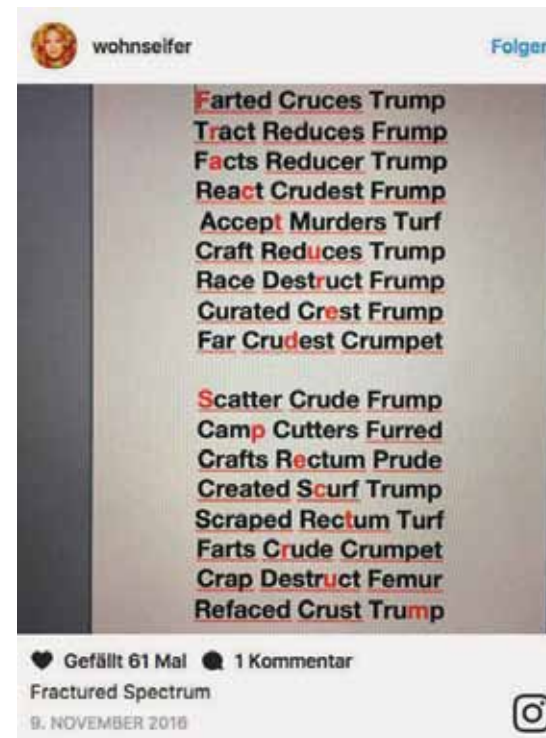 wohnseifer
Folgen
Farted Cruces Trump
Tract Reduces Frump
Facts Reducer Trump
React Crudest Frump
Accept Murders Turf
Craft Reduces Trump
Race Destruct Frump
Curated Crest Frump
Far Crudest Crumpet
Scatter Crude Frump
Camp Cutters Furred
Crafts Rectum Prude
Created Scurf Trump
Scraped Rectum Turf
Farts Crude Crumpet
Crap Destruct Femur
Refaced Crust Trump
Gefällt 61 Mal 1 Kommentar
Fractured Spectrum
9. NOVEMBER 2016